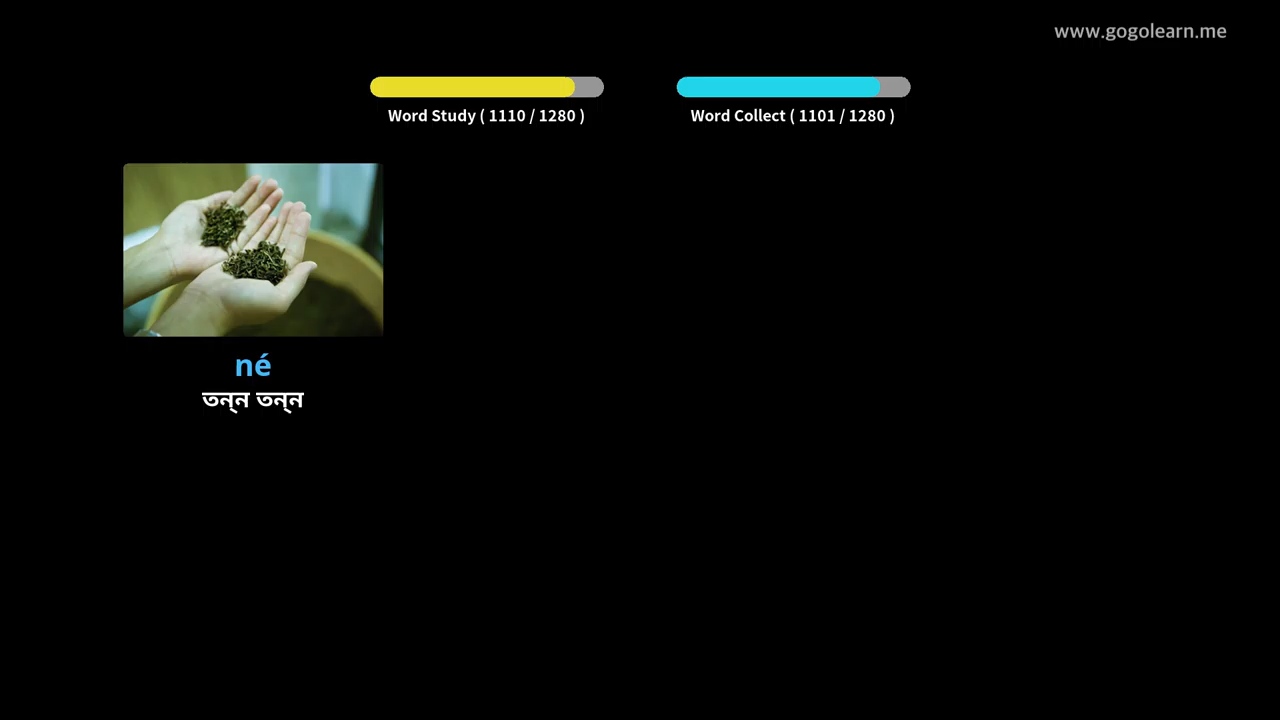 www.gogolearn.me
Word Study ( 1110 / 1280 )
Word Collect ( 1101 / 1280 )
né
তন্ন তন্ন